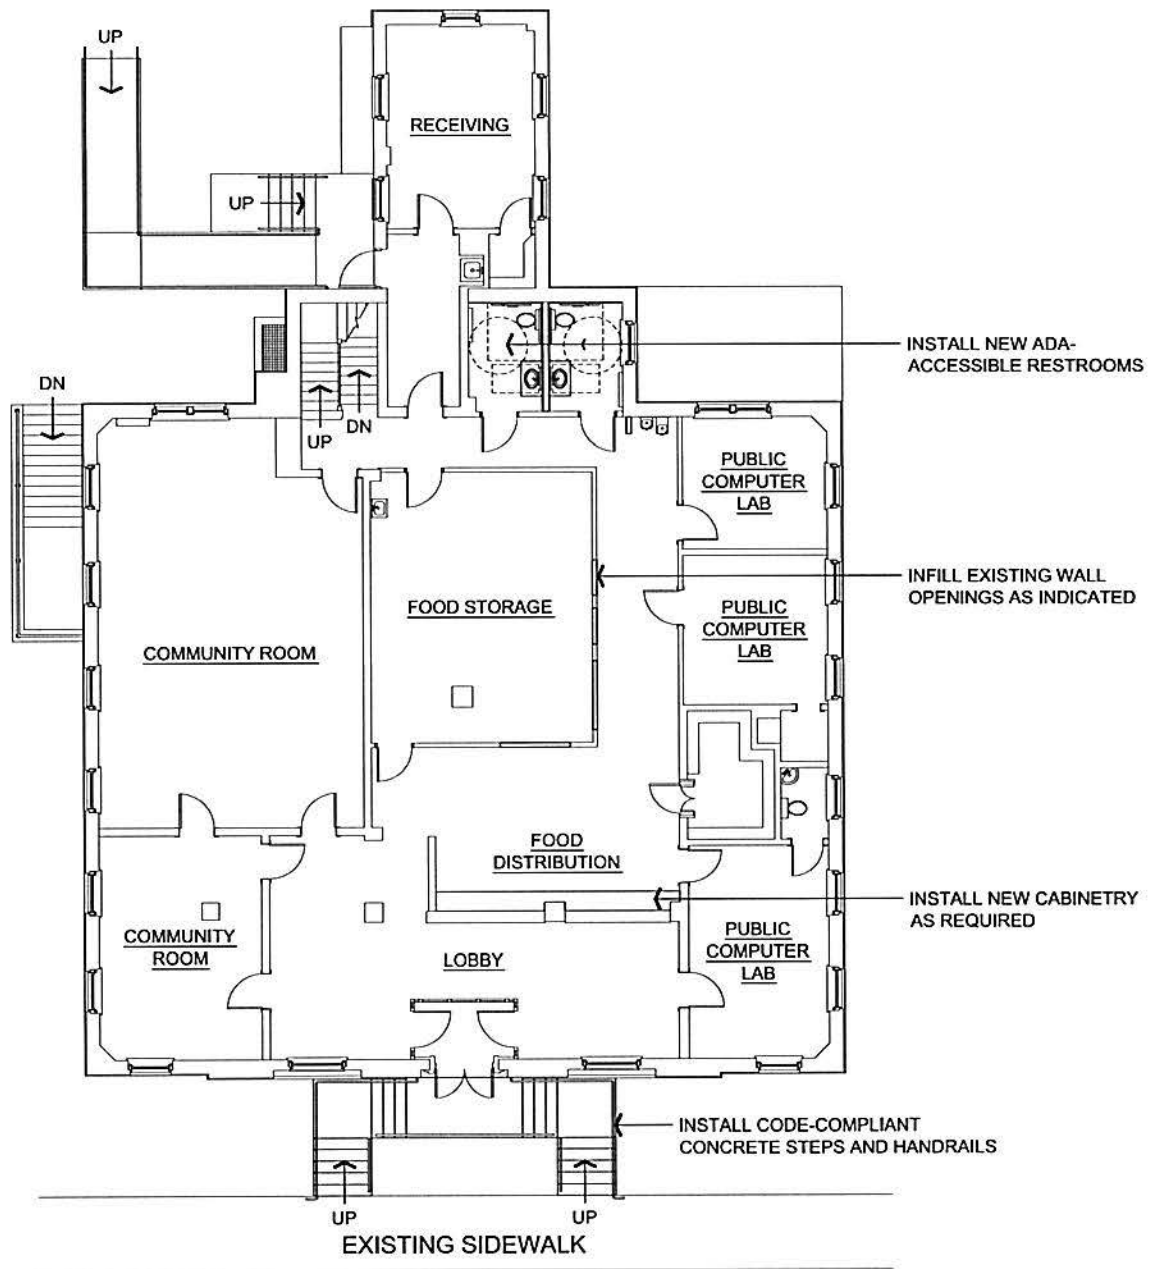 UP
RECEIVING
UP
INSTALL NEW ADA-
ACCESSIBLE RESTROOMS
DN
UP
DN
PUBLIC
COMPUTER
LAB
INFILL EXISTING WALL
OPENINGS AS INDICATED
FOOD STORAGE
PUBLIC
COMPUTER
LAB
COMMUNITY ROOM
FOOD
DISTRIBUTION
INSTALL NEW CABINETRY
AS REQUIRED
COMMUNITY
ROOM
PUBLIC
COMPUTER
LAB
LOBBY
INSTALL CODE-COMPLIANT
CONCRETE STEPS AND HANDRAILS
UP
UP
EXISTING SIDEWALK